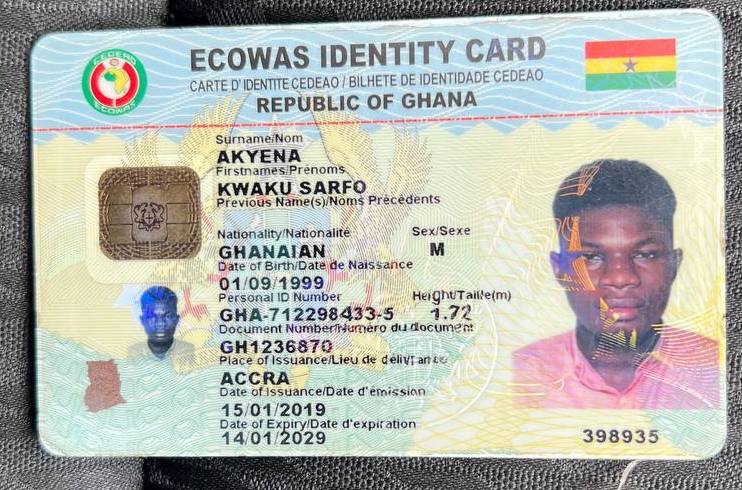 CEDEAO
ECOWAS
ECOWAS IDENTITY CARD
CARTE D'IDENTITE CEDEAO / BILHETE DE IDENTIDADE CEDEAO
REPUBLIC OF GHANA
Surname/Nom
AKYENA
Firstnames/Prénoms
KWAKU SARFO
Previous Name(s)/Noms Précédents
Nationality/Nationalité Sex/Sexe
GHANAIAN M
Date of Birth/Date de Naissance
01/09/1999
Personal ID Number Height/Taille(m)
GHA-712298433-5 1.72
Document Number/Numéro du document
GH1236870
Place of Issuance/Lieu de délivrance
ACCRA
Date of Issuance/Date d'émission
15/01/2019
Date of Expiry/Date d'expiration
14/01/2029
398935